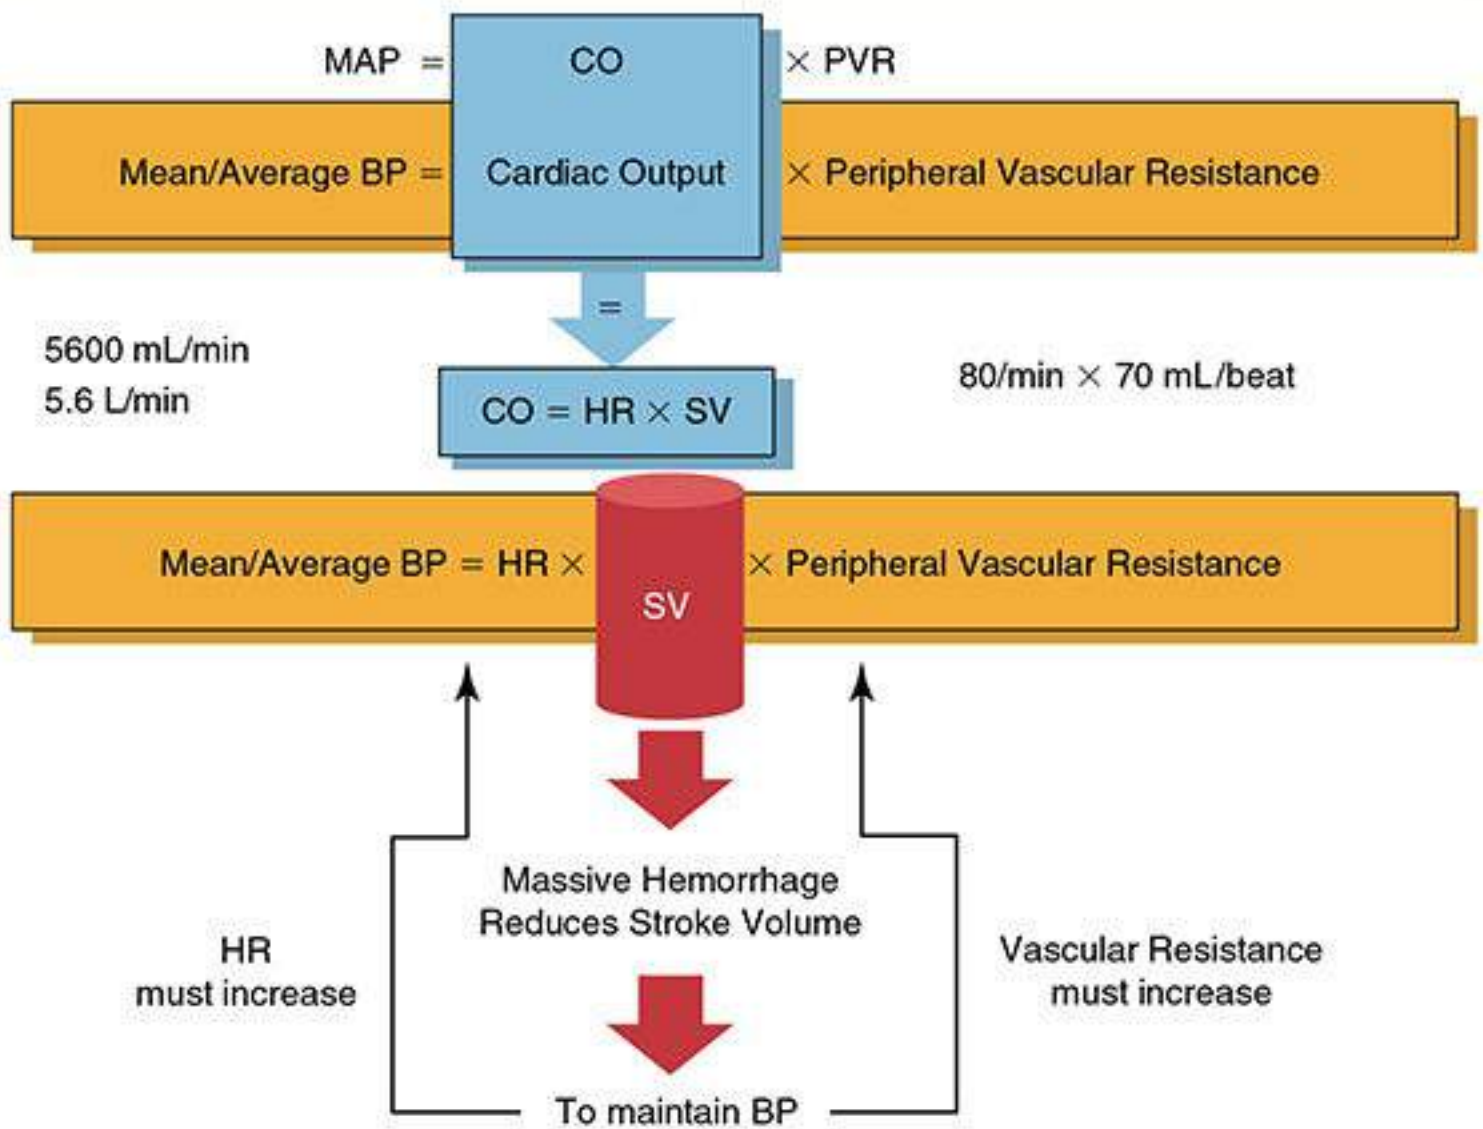 MAP = CO × PVR
Mean/Average BP = Cardiac Output × Peripheral Vascular Resistance
=
5600 mL/min
5.6 L/min
80/min × 70 mL/beat
CO = HR × SV
Mean/Average BP = HR × SV × Peripheral Vascular Resistance
Massive Hemorrhage
Reduces Stroke Volume
HR
must increase
Vascular Resistance
must increase
To maintain BP